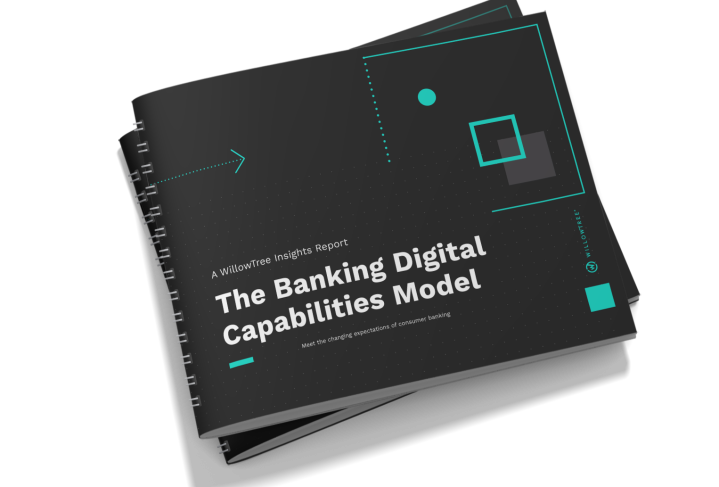 A WillowTree Insights Report
The Banking Digital
Capabilities Model
Meet the changing expectations of consumer banking
WILLOWTREE